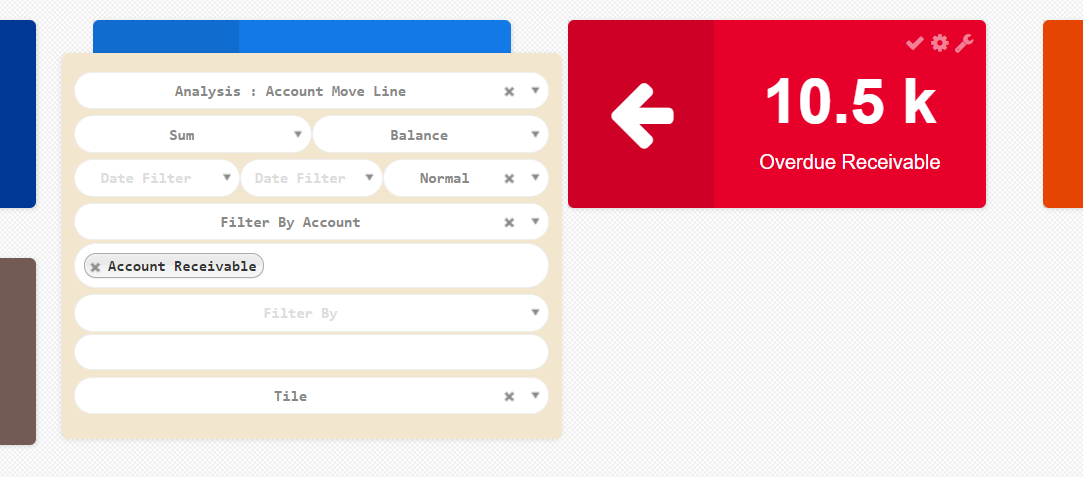 Analysis : Account Move Line
Sum Balance
Date Filter Date Filter Normal
Filter By Account
Account Receivable
Filter By
Tile
10.5 k
Overdue Receivable